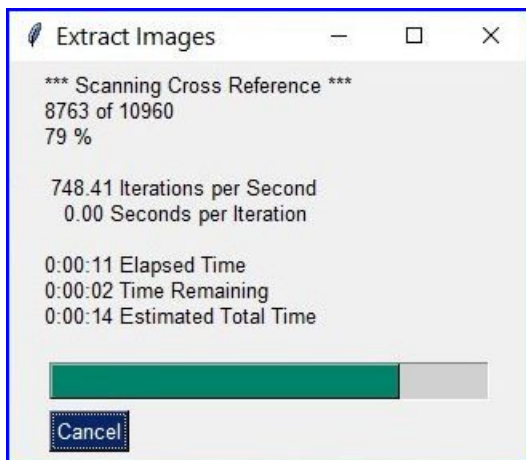 Extract Images
*** Scanning Cross Reference ***
8763 of 10960
79 %
748.41 Iterations per Second
0.00 Seconds per Iteration
0:00:11 Elapsed Time
0:00:02 Time Remaining
0:00:14 Estimated Total Time
Cancel